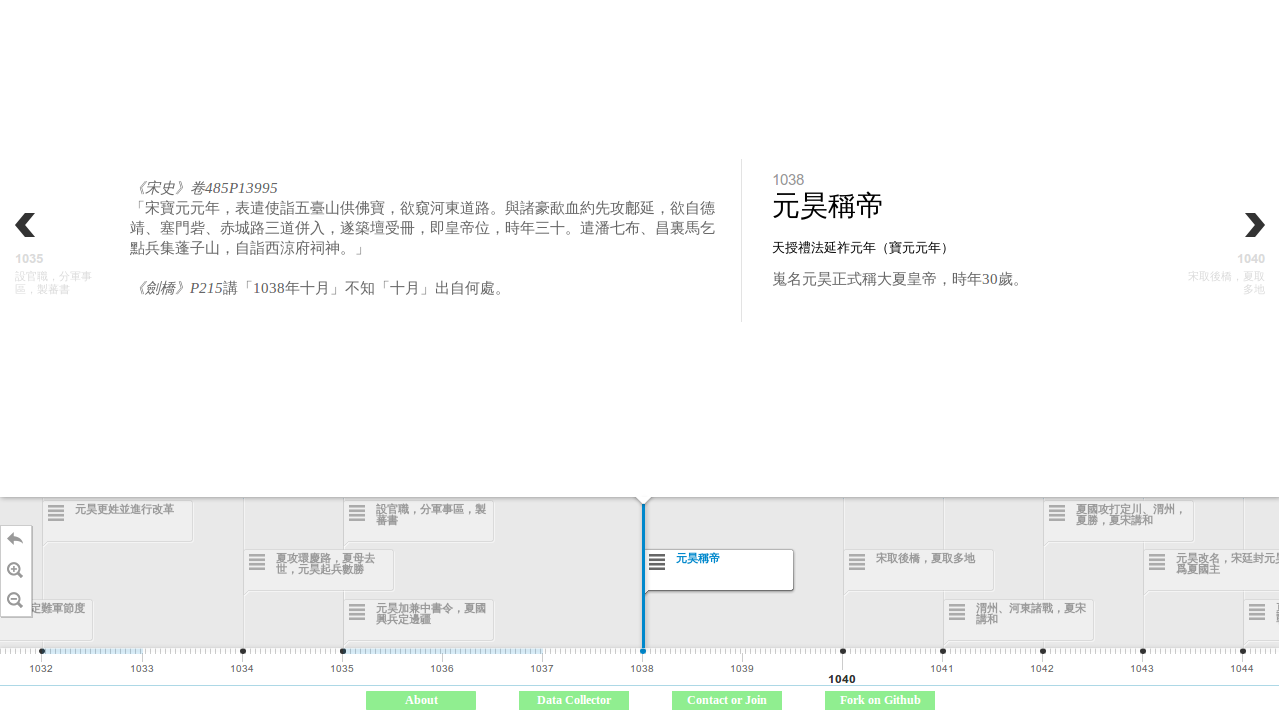 《宋史》卷485P13995
「宋寶元元年，表遣使詣五臺山供佛寶，欲窺河東道路。與諸豪歃血約先攻鄜延，欲自德
靖、塞門砦、赤城路三道併入，遂築壇受冊，即皇帝位，時年三十。遣潘七布、昌裏馬乞
點兵集蓬子山，自詣西涼府祠神。」
《劍橋》P215講「1038年十月」不知「十月」出自何處。
1038
元昊稱帝
天授禮法延祚元年（寶元元年）
嵬名元昊正式稱大夏皇帝，時年30歲。
1035
設官職，分軍事
區，製蕃書
1040
宋取後橋，夏取
多地
元昊更姓並進行改革
設官職，分軍事區，製
蕃書
夏國攻打定川、渭州，
夏勝，夏宋講和
夏攻環慶路，夏母去
世，元昊起兵數勝
元昊稱帝
宋取後橋，夏取多地
元昊改名，宋廷封元昊
爲夏國主
定難軍節度
元昊加兼中書令，夏國
興兵定邊疆
渭州、河東諸戰，夏宋
講和
1032
1033
1034
1035
1036
1037
1038
1039
1040
1041
1042
1043
1044
About
Data Collector
Contact or Join
Fork on Github